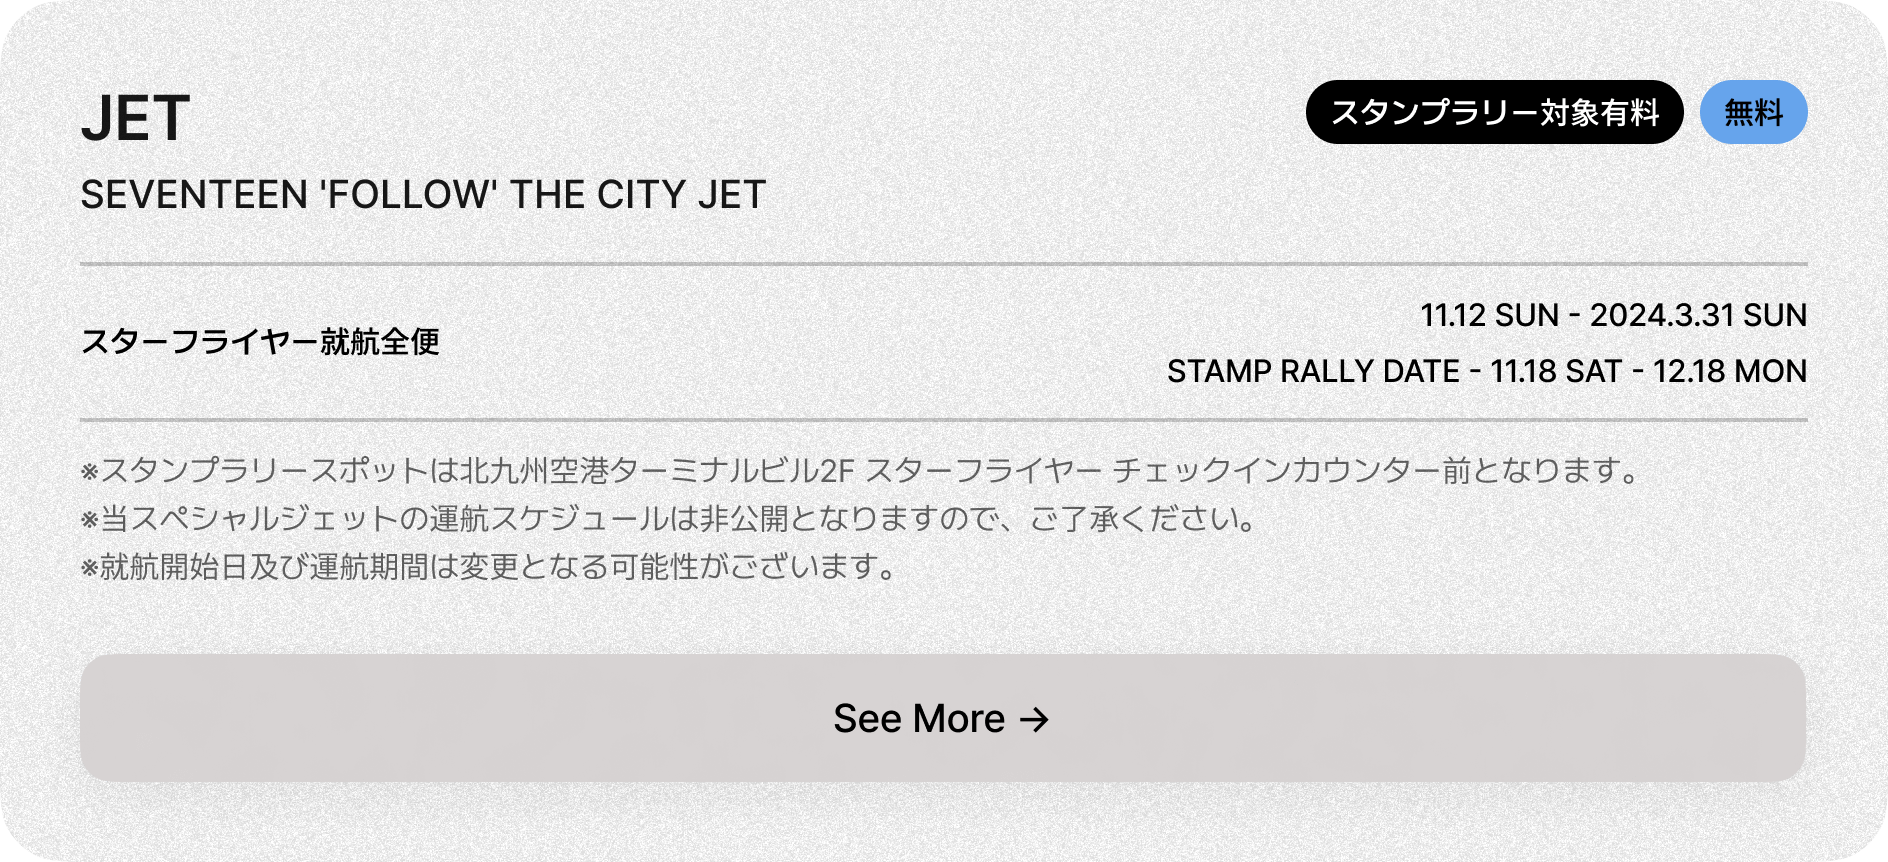 JET
スタンプラリー対象有料
無料
SEVENTEEN 'FOLLOW' THE CITY JET
スターフライヤー就航全便
11.12 SUN - 2024.3.31 SUN
STAMP RALLY DATE - 11.18 SAT - 12.18 MON
※スタンプラリースポットは北九州空港ターミナルビル2F スターフライヤー チェックインカウンター前となります。
※当スペシャルジェットの運航スケジュールは非公開となりますので、ご了承ください。
※就航開始日及び運航期間は変更となる可能性がございます。
See More →